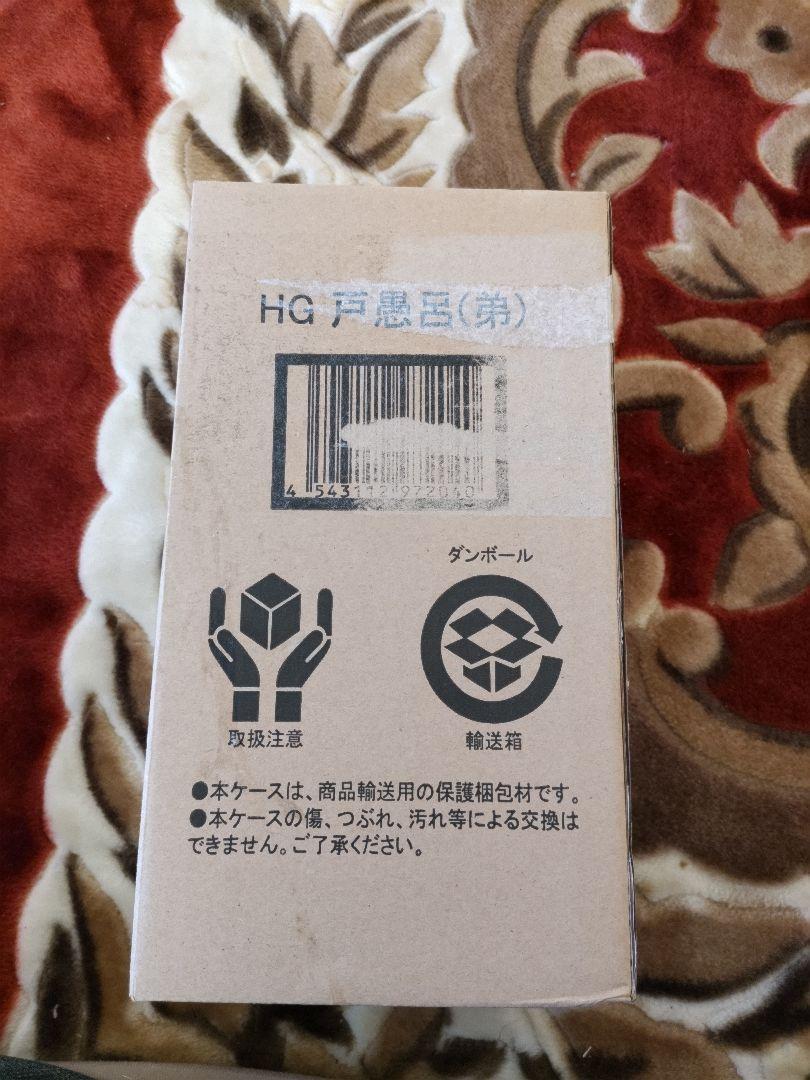 HG 戸愚呂(弟)
4 543112 972040
ダンボール
取扱注意
輸送箱
●本ケースは、商品輸送用の保護梱包材です。
●本ケースの傷、つぶれ、汚れ等による交換は
できません。ご了承ください。